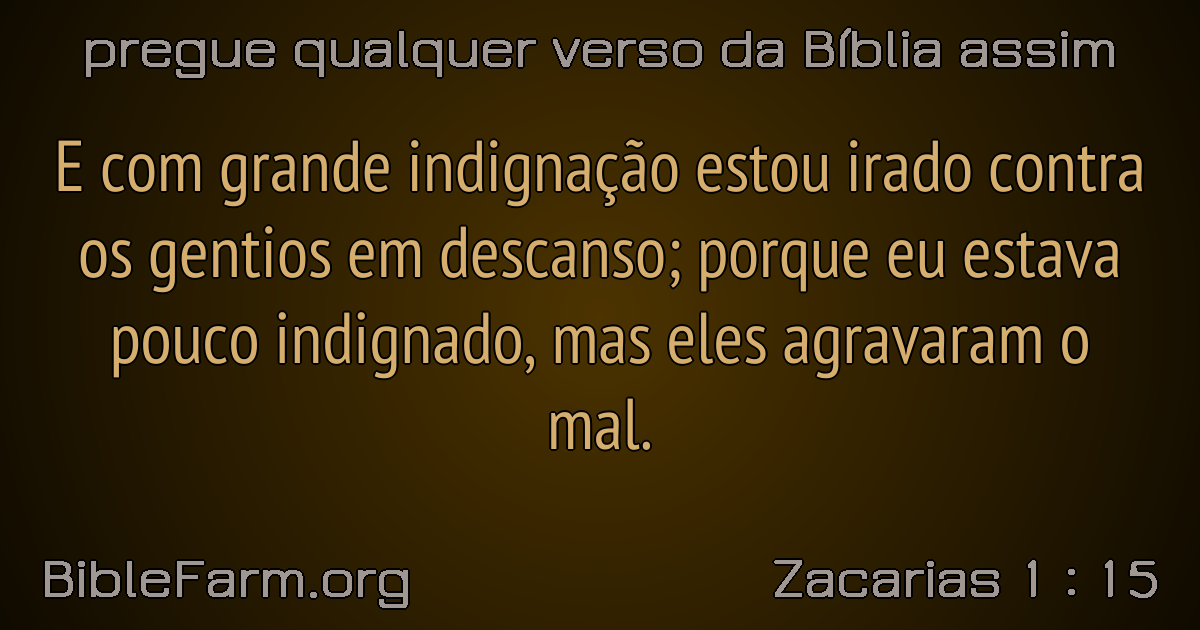 pregue qualquer verso da Bíblia assim
E com grande indignação estou irado contra
os gentios em descanso; porque eu estava
pouco indignado, mas eles agravaram o
mal.
BibleFarm.org
Zacarias 1 : 15